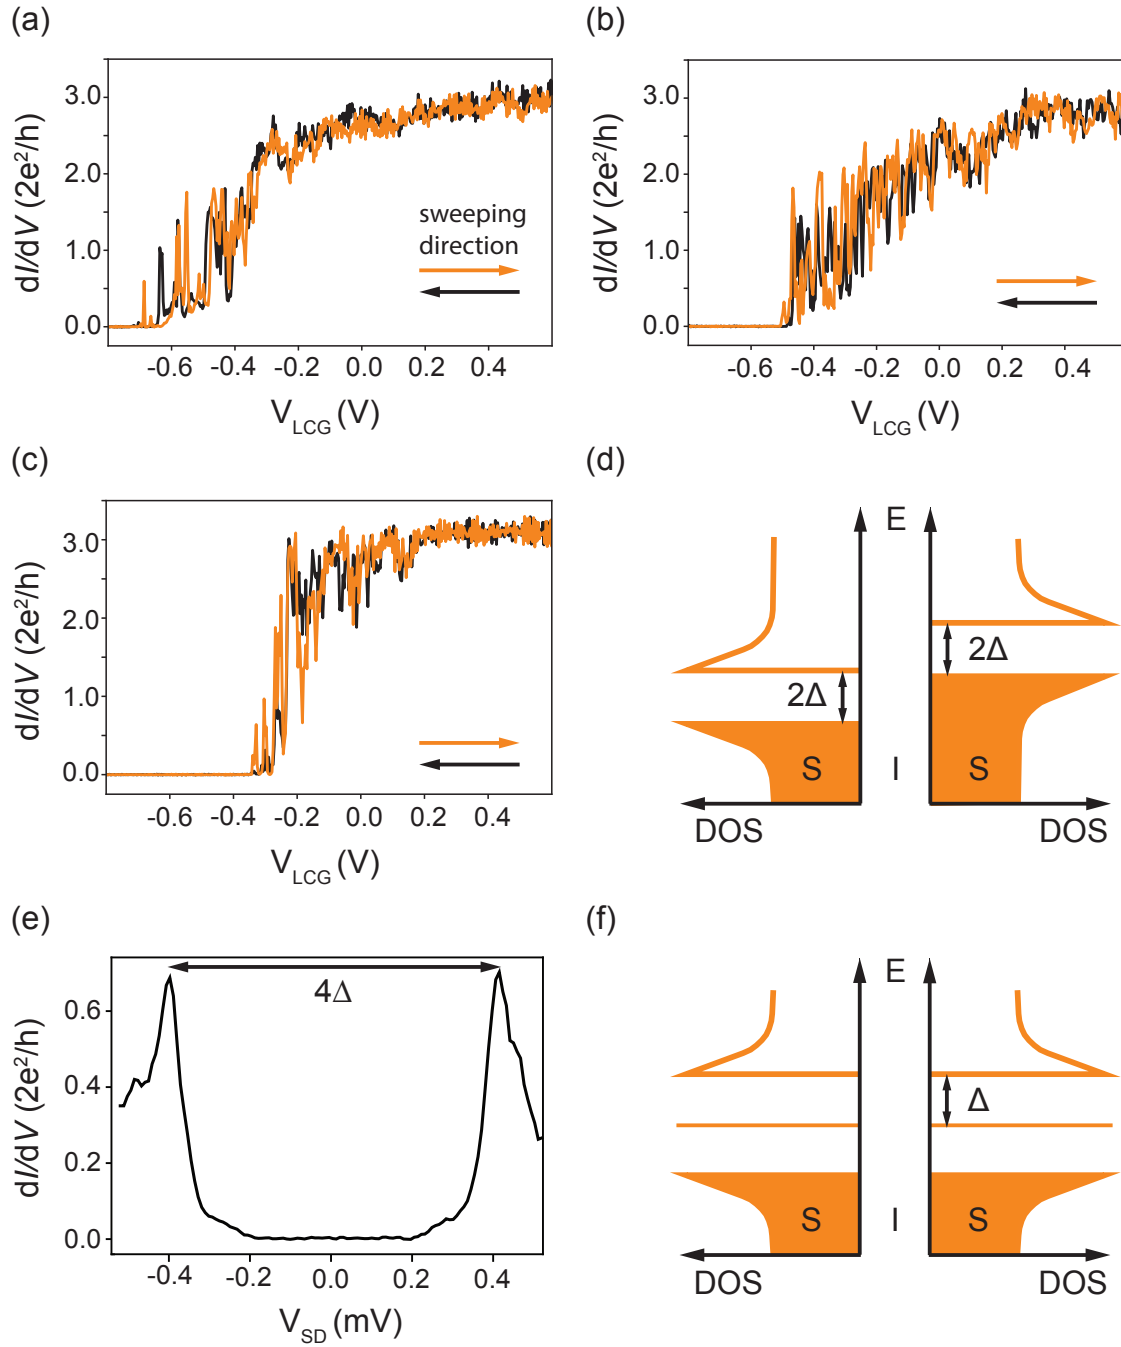 (a)
dI/dV (2e²/h)
3.0
2.0
1.0
0.0
sweeping
direction
-0.6 -0.4 -0.2 0.0 0.2 0.4
V_LCG (V)
(b)
dI/dV (2e²/h)
3.0
2.0
1.0
0.0
-0.6 -0.4 -0.2 0.0 0.2 0.4
V_LCG (V)
(c)
dI/dV (2e²/h)
3.0
2.0
1.0
0.0
-0.6 -0.4 -0.2 0.0 0.2 0.4
V_LCG (V)
(d)
E
2Δ
2Δ
S I S
DOS DOS
(e)
dI/dV (2e²/h)
0.6
0.4
0.2
0.0
4Δ
-0.4 -0.2 0.0 0.2 0.4
V_SD (mV)
(f)
E
Δ
S I S
DOS DOS